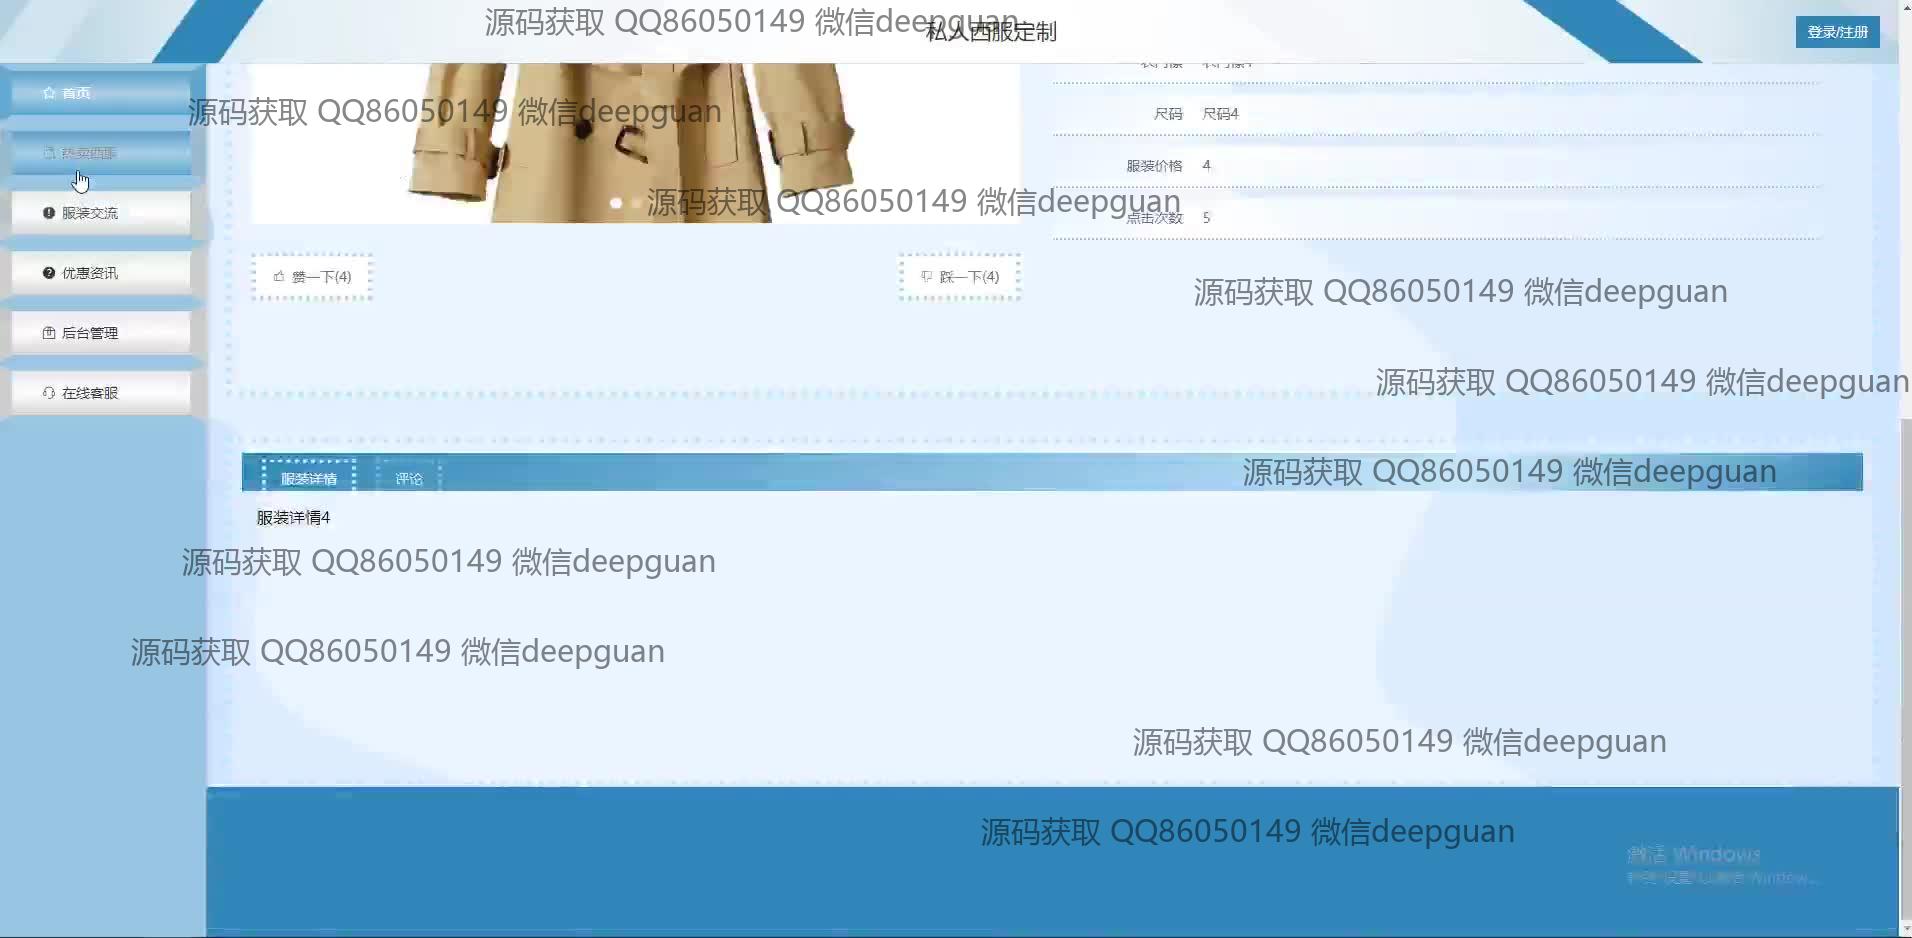 源码获取 QQ86050149 微信deepguan
私人西服定制
登录/注册
首页
源码获取 QQ86050149 微信deepguan
尺码 尺码4
热卖西服
服装价格 4
源码获取 QQ86050149 微信deepguan
服装交流
点击次数 5
优惠资讯
赞一下(4)
踩一下(4)
源码获取 QQ86050149 微信deepguan
后台管理
源码获取 QQ86050149 微信deepguan
在线客服
服装详情
评论
源码获取 QQ86050149 微信deepguan
服装详情4
源码获取 QQ86050149 微信deepguan
源码获取 QQ86050149 微信deepguan
源码获取 QQ86050149 微信deepguan
源码获取 QQ86050149 微信deepguan
激活 Windows